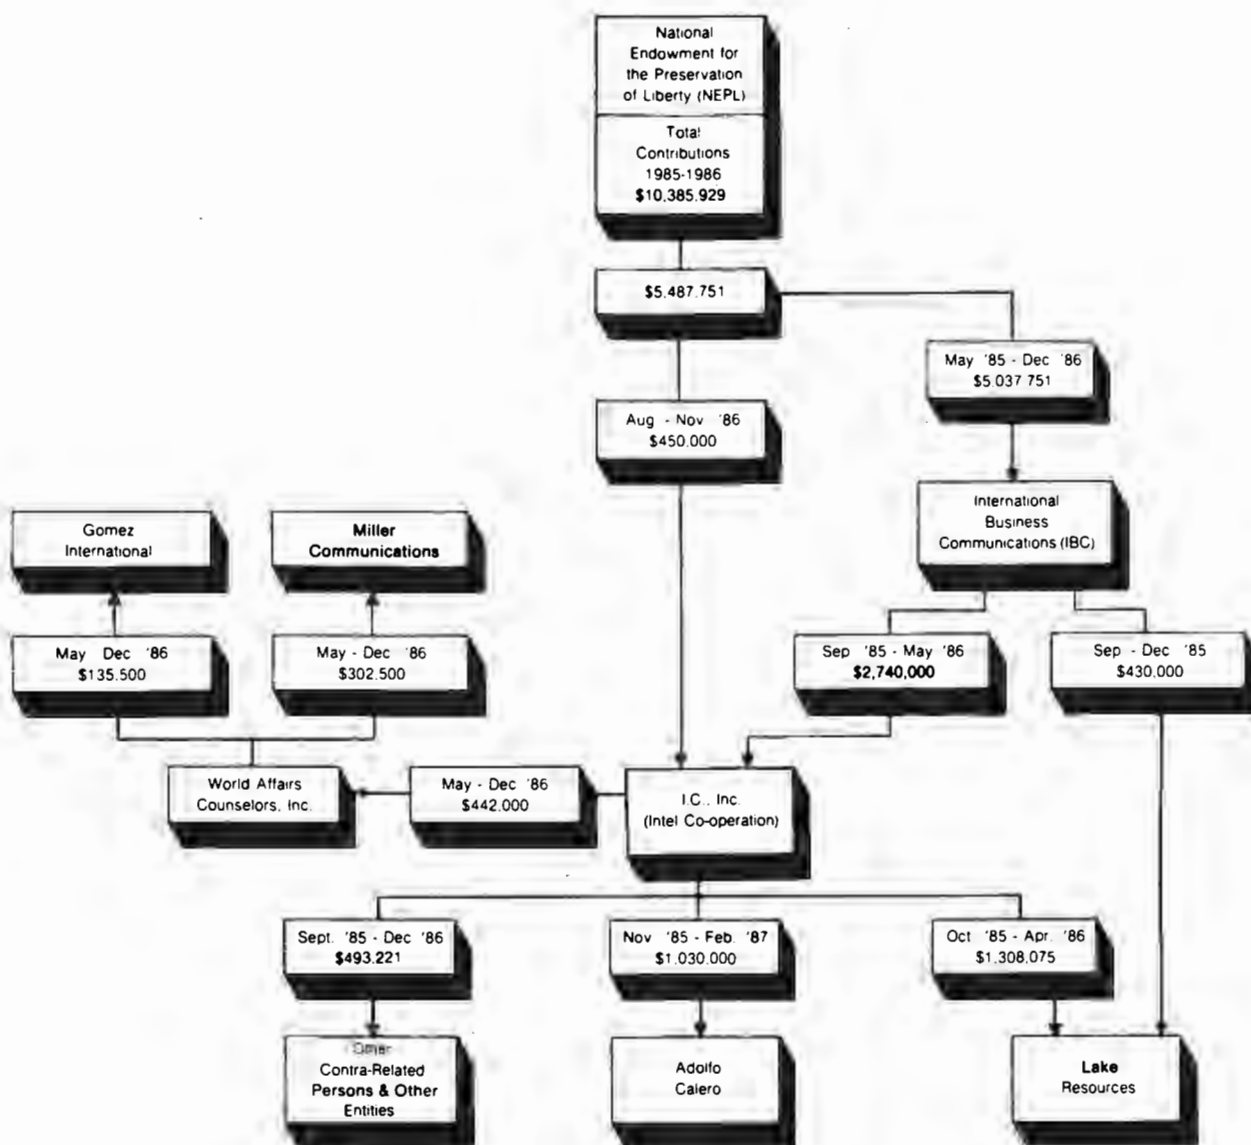 National
Endowment for
the Preservation
of Liberty (NEPL)
Total
Contributions
1985-1986
$10,385,929
$5,487,751
May '85 - Dec '86
$5,037 751
Aug - Nov '86
$450,000
International
Business
Communications (IBC)
Gomez
International
Miller
Communications
May Dec '86
$135,500
May - Dec '86
$302,500
Sep '85 - May '86
$2,740,000
Sep - Dec '85
$430,000
World Affairs
Counselors, Inc.
May - Dec '86
$442,000
I.C., Inc.
(Intel Co-operation)
Sept. '85 - Dec '86
$493,221
Nov '85 - Feb. '87
$1,030,000
Oct '85 - Apr. '86
$1,308,075
Other
Contra-Related
Persons & Other
Entities
Adolfo
Calero
Lake
Resources